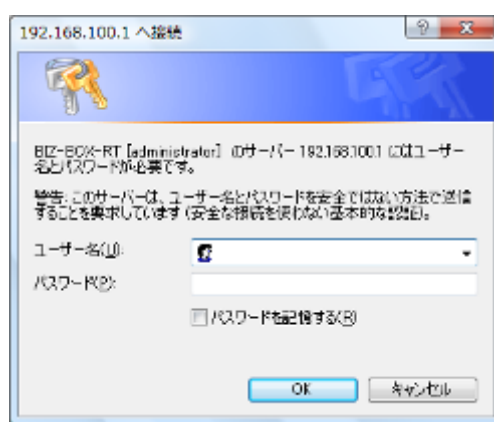 192.168.100.1 へ接続
BIZ-BOX-RT [administrator] のサーバー 192.168.100.1 にはユーザー
名とパスワードが必要です。
警告: このサーバーは、ユーザー名とパスワードを安全ではない方法で送信
することを要求しています (安全な接続を使わない基本的な認証)。
ユーザー名(U):
パスワード(P):
パスワードを記憶する(R)
OK
キャンセル